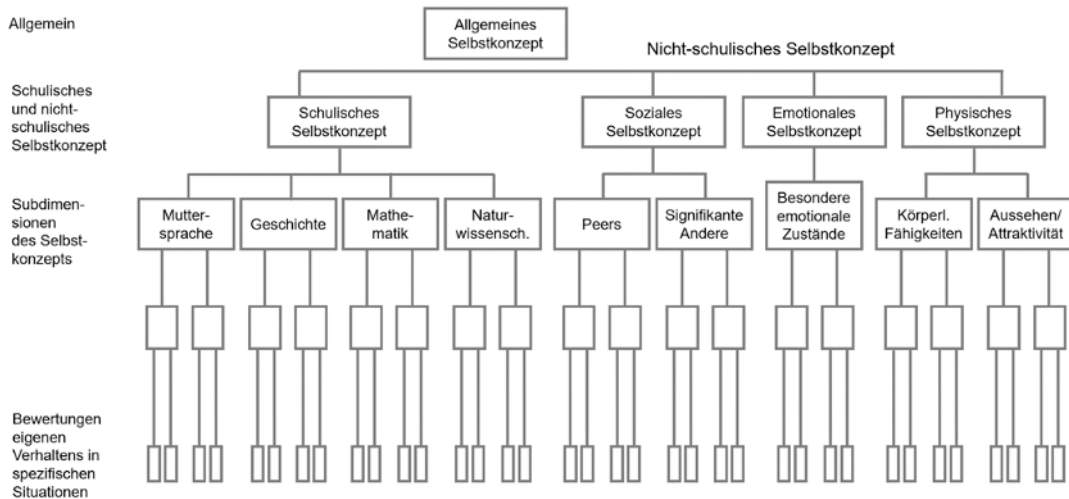 Allgemein
Allgemeines
Selbstkonzept
Nicht-schulisches Selbstkonzept
Schulisches
und nicht-
schulisches
Selbstkonzept
Schulisches
Selbstkonzept
Soziales
Selbstkonzept
Emotionales
Selbstkonzept
Physisches
Selbstkonzept
Subdimen-
sionen
des Selbst-
konzepts
Mutter-
sprache
Geschichte
Mathe-
matik
Natur-
wissensch.
Peers
Signifikante
Andere
Besondere
emotionale
Zustände
Körperl.
Fähigkeiten
Aussehen/
Attraktivität
Bewertungen
eigenen
Verhaltens in
spezifischen
Situationen